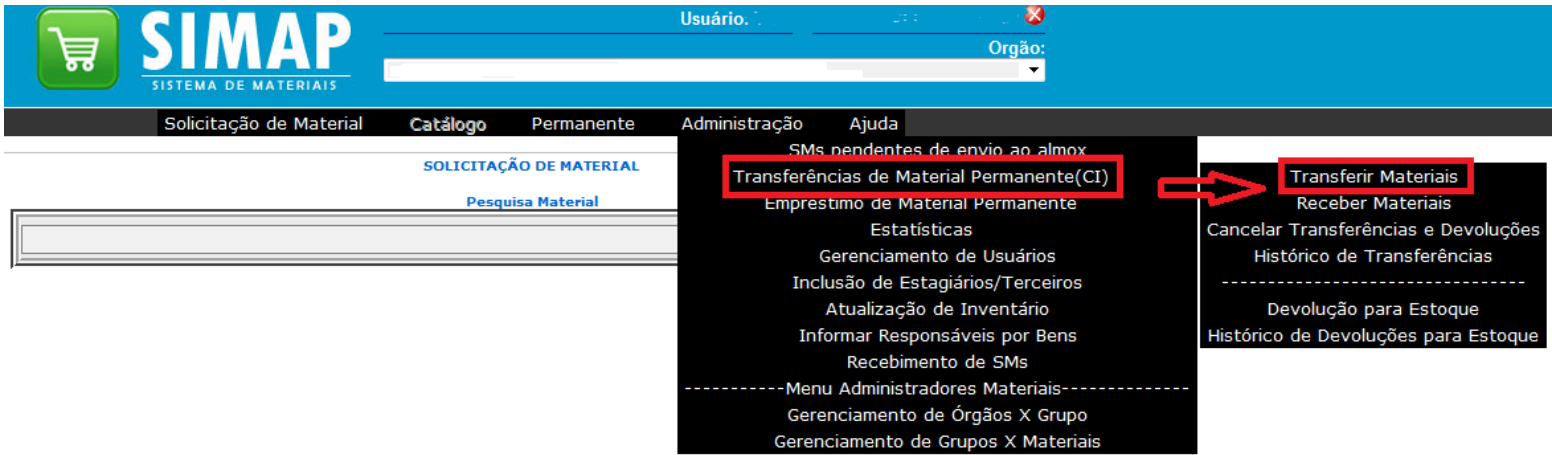 SIMAP
SISTEMA DE MATERIAIS
Usuário.
Orgão:
Solicitação de Material Catálogo Permanente Administração Ajuda
SOLICITAÇÃO DE MATERIAL
Pesquisa Material
SMs pendentes de envio ao almox
Transferências de Material Permanente(CI)
Empréstimo de Material Permanente
Estatísticas
Gerenciamento de Usuários
Inclusão de Estagiários/Terceiros
Atualização de Inventário
Informar Responsáveis por Bens
Recebimento de SMs
-----------Menu Administradores Materiais--------------
Gerenciamento de Órgãos X Grupo
Gerenciamento de Grupos X Materiais
Transferir Materiais
Receber Materiais
Cancelar Transferências e Devoluções
Histórico de Transferências
---------------------------------
Devolução para Estoque
Histórico de Devoluções para Estoque